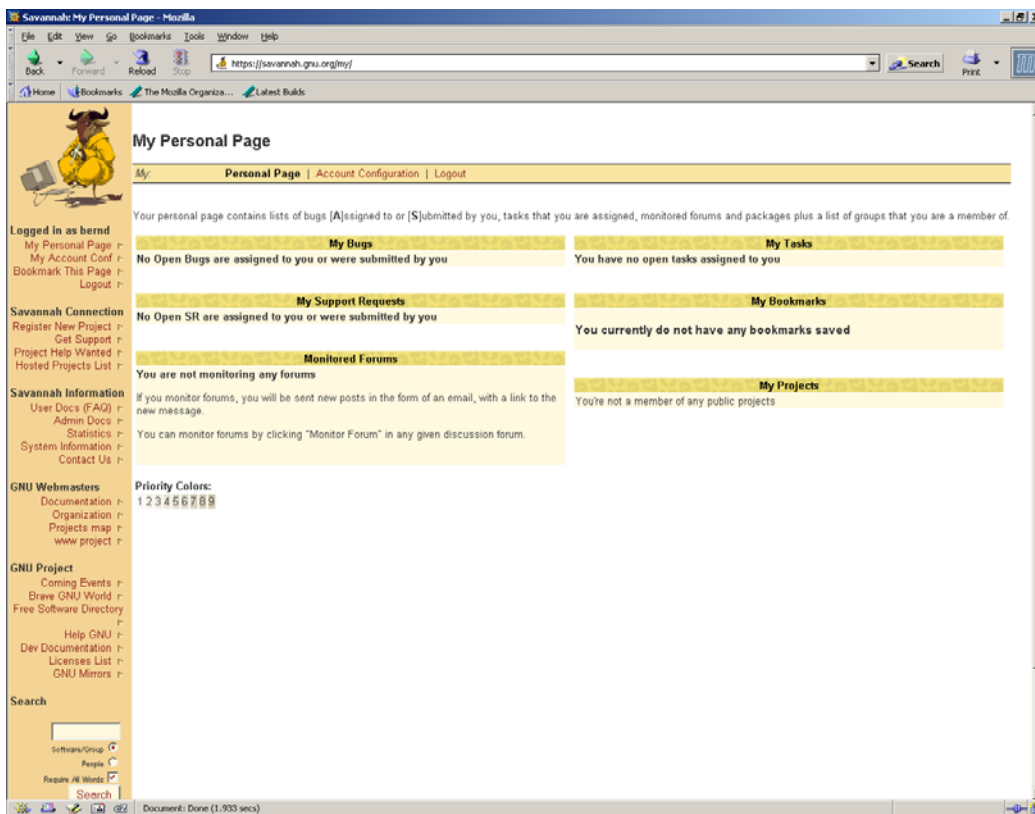 Savannah: My Personal Page - Mozilla
File Edit View Go Bookmarks Tools Window Help
Back Forward Reload Stop https://savannah.gnu.org/my/ Search Print
Home Bookmarks The Mozilla Organiza... Latest Builds
My Personal Page
My: Personal Page | Account Configuration | Logout
Your personal page contains lists of bugs [A]ssigned to or [S]ubmitted by you, tasks that you are assigned, monitored forums and packages plus a list of groups that you are a member of.
Logged in as bernd
My Personal Page
My Account Conf
Bookmark This Page
Logout
Savannah Connection
Register New Project
Get Support
Project Help Wanted
Hosted Projects List
Savannah Information
User Docs (FAQ)
Admin Docs
Statistics
System Information
Contact Us
GNU Webmasters
Documentation
Organization
Projects map
www project
GNU Project
Coming Events
Brave GNU World
Free Software Directory
Help GNU
Dev Documentation
Licenses List
GNU Mirrors
Search
Software/Group
People
Require All Words
Search
My Bugs
No Open Bugs are assigned to you or were submitted by you
My Support Requests
No Open SR are assigned to you or were submitted by you
Monitored Forums
You are not monitoring any forums
If you monitor forums, you will be sent new posts in the form of an email, with a link to the
new message.
You can monitor forums by clicking "Monitor Forum" in any given discussion forum.
Priority Colors:
1 2 3 4 5 6 7 8 9
My Tasks
You have no open tasks assigned to you
My Bookmarks
You currently do not have any bookmarks saved
My Projects
You're not a member of any public projects
Document: Done (1.933 secs)